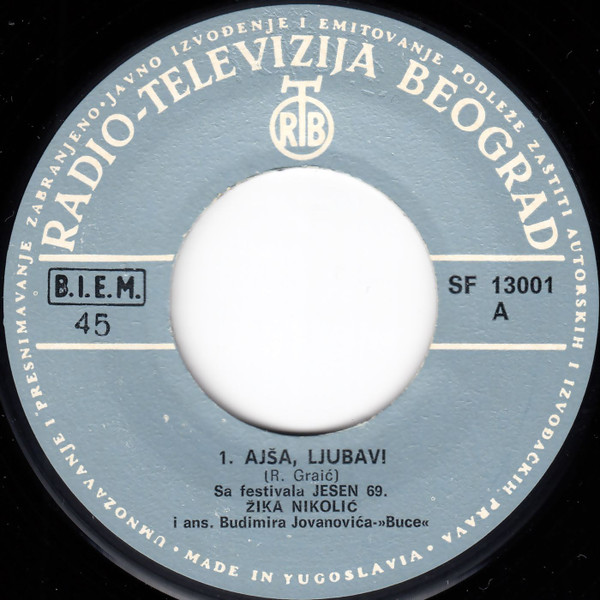 UMNOŽAVANJE I PRESNIMAVANJE ZABRANJENO • JAVNO IZVOĐENJE I EMITOVANJE PODLEŽE ZAŠTITI AUTORSKIH I IZVOĐAČKIH PRAVA •
RADIO-TELEVIZIJA BEOGRAD
RTB
B.I.E.M.
45
SF 13001
A
1. AJŠA, LJUBAVI
(R. Graić)
Sa festivala JESEN 69.
ŽIKA NIKOLIĆ
i ans. Budimira Jovanovića-»Buce«
MADE IN YUGOSLAVIA